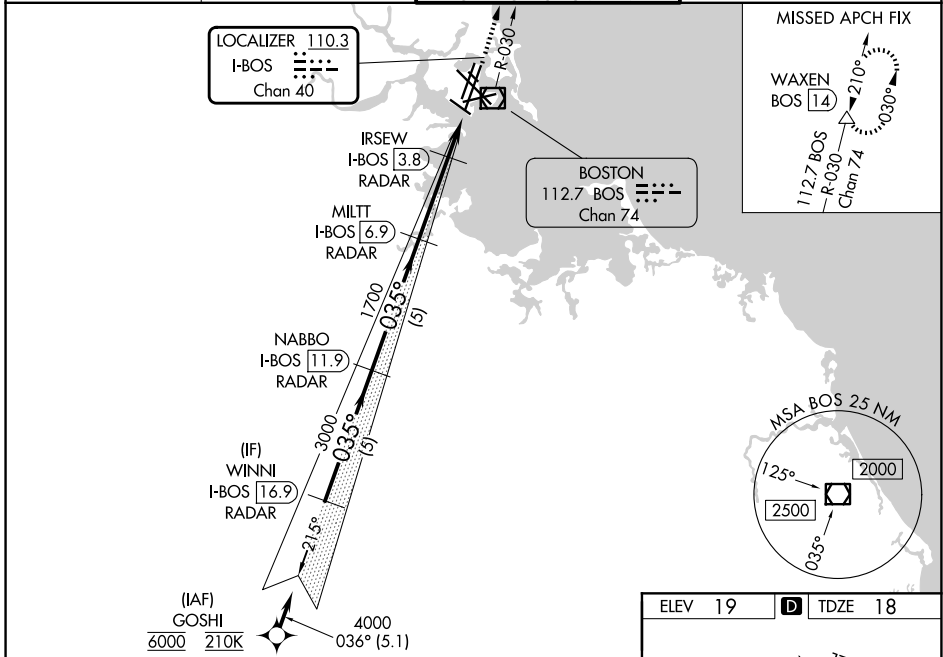 LOCALIZER 110.3
I-BOS
Chan 40
R-030
MISSED APCH FIX
WAXEN
BOS 14
210°
030°
112.7 BOS
R-030
Chan 74
IRSEW
I-BOS 3.8
RADAR
BOSTON
112.7 BOS
Chan 74
MILTT
I-BOS 6.9
RADAR
1700
035°
(5)
NABBO
I-BOS 11.9
RADAR
3000
035°
(5)
(IF)
WINNI
I-BOS 16.9
RADAR
215°
MSA BOS 25 NM
125°
2000
2500
035°
(IAF)
GOSHI
6000 210K
4000
036° (5.1)
ELEV 19 D TDZE 18